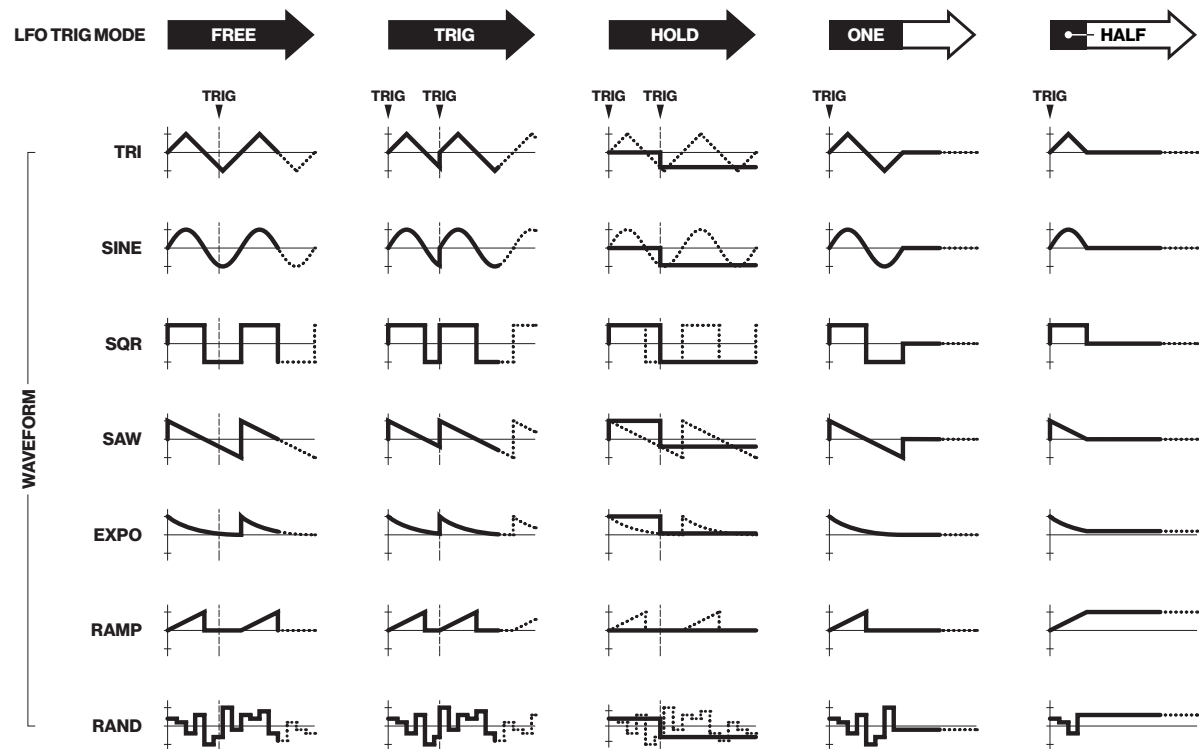 LFO TRIG MODE FREE TRIG HOLD ONE HALF
TRIG TRIG TRIG TRIG TRIG TRIG TRIG
WAVEFORM
TRI
SINE
SQR
SAW
EXPO
RAMP
RAND